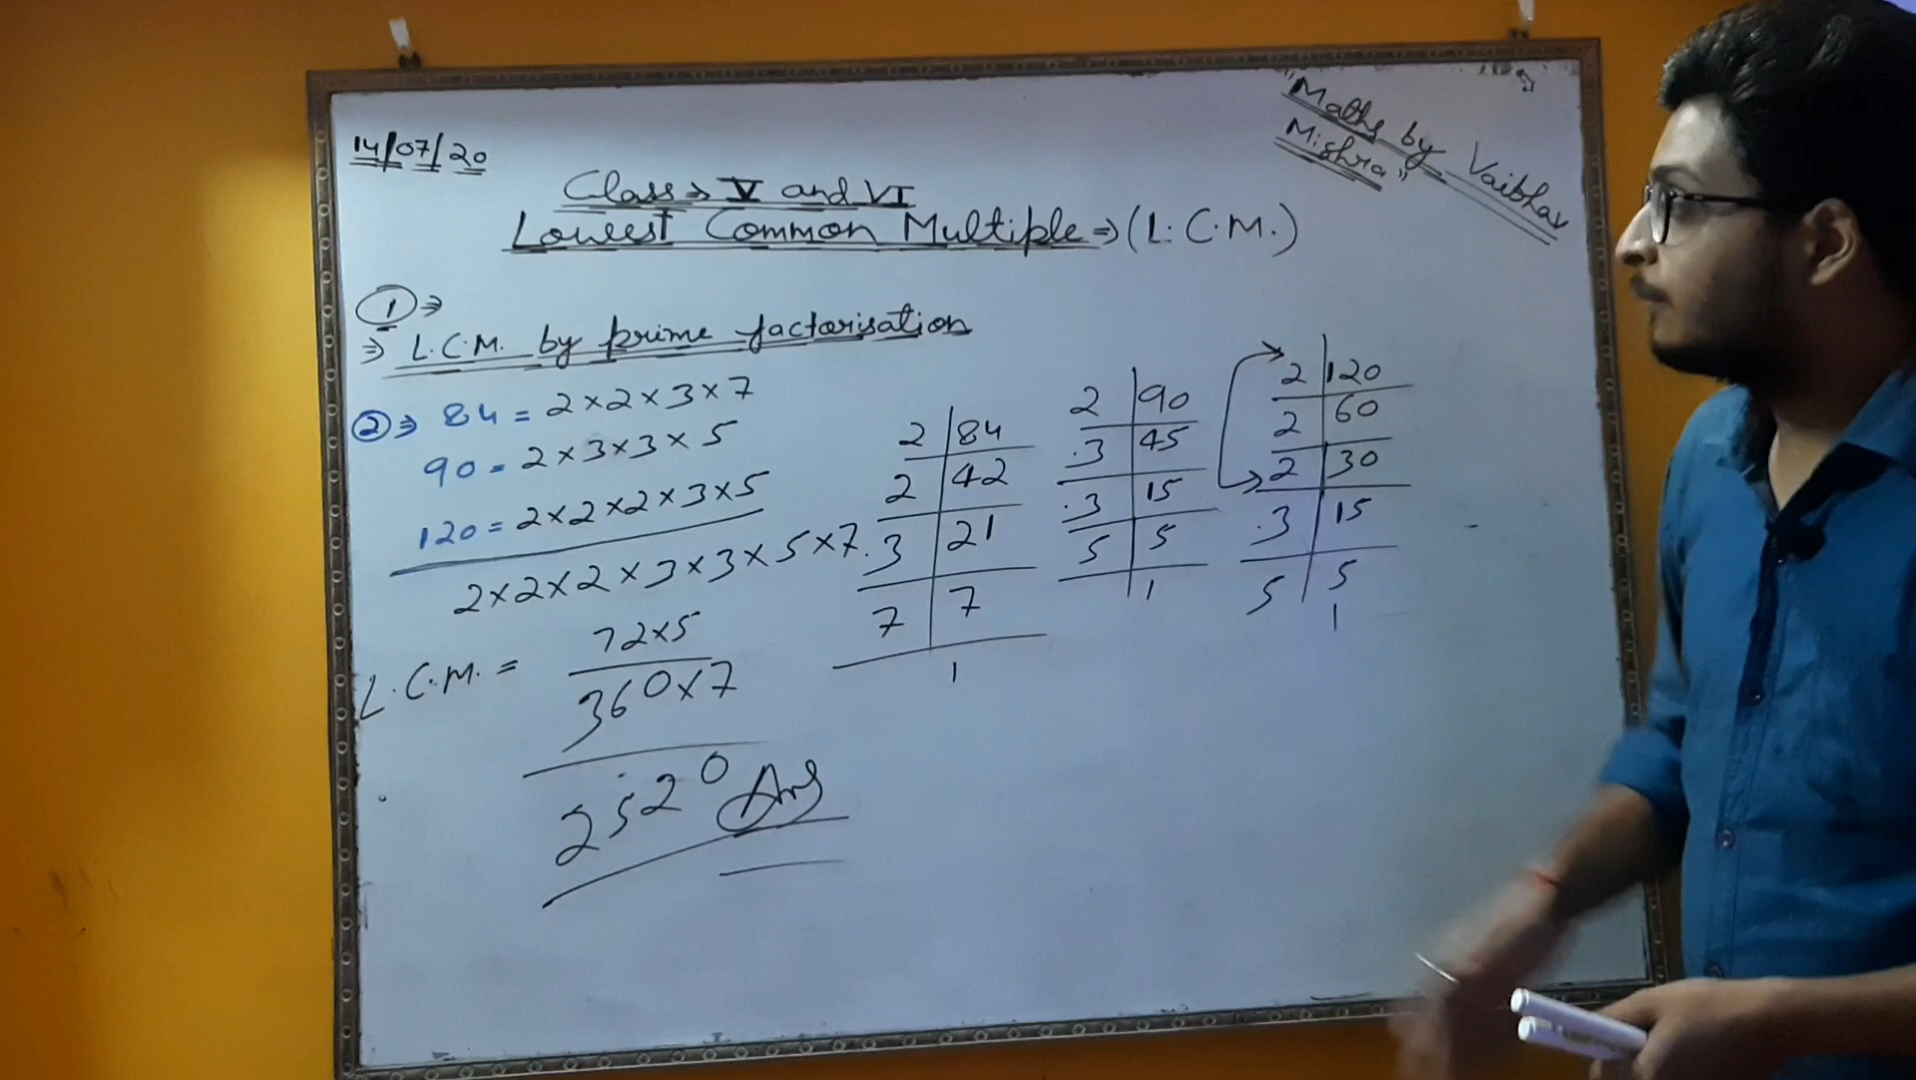 14/07/20
"Maths by Vaibhav
Mishra"
Class → V and VI
Lowest Common Multiple ⇒ (L.C.M.)
1 ⇒
⇒ L.C.M. by prime factorisation
2 ⇒ 84 = 2×2×3×7
90 = 2×3×3×5
120 = 2×2×2×3×5
2×2×2×3×3×5×7
L.C.M. = 72×5
360×7
2520 Ans
2 | 84
2 | 42
3 | 21
7 | 7
1
2 | 90
3 | 45
3 | 15
5 | 5
1
2 | 120
2 | 60
2 | 30
3 | 15
5 | 5
1